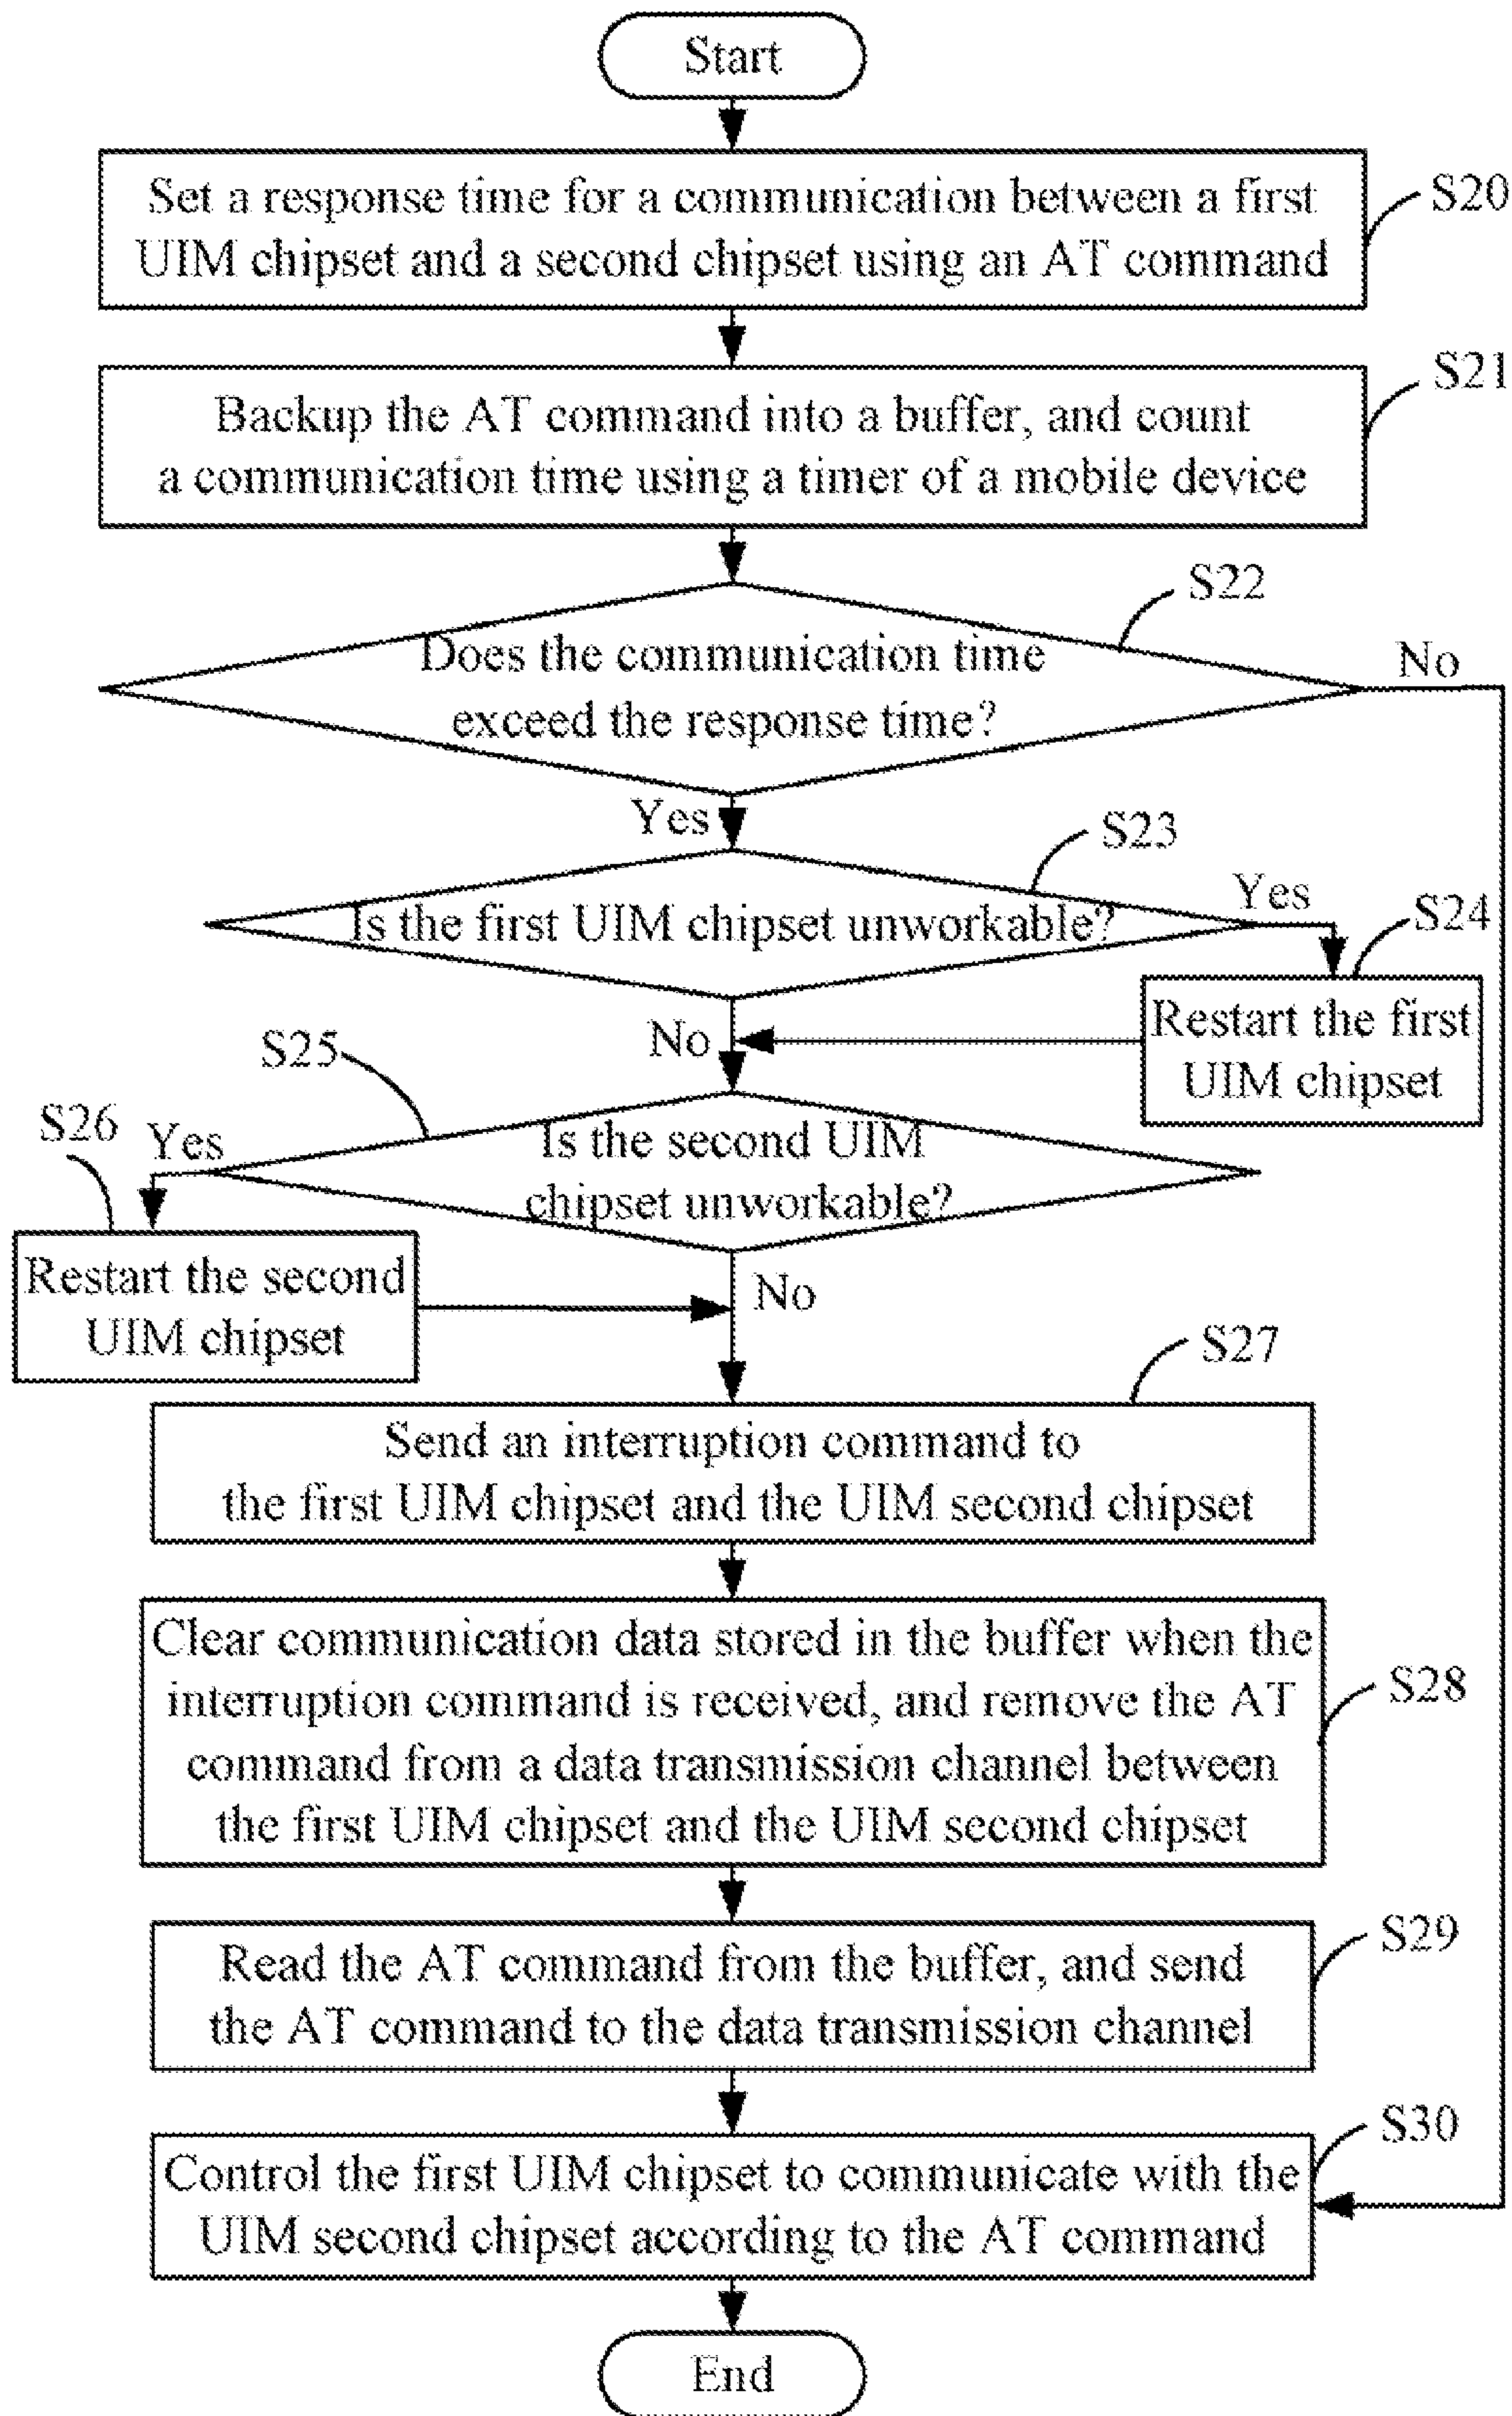 Start
Set a response time for a communication between a first
UIM chipset and a second chipset using an AT command
S20
Backup the AT command into a buffer, and count
a communication time using a timer of a mobile device
S21
S22
Does the communication time
exceed the response time?
No
Yes
S23
Is the first UIM chipset unworkable?
Yes
S24
Restart the first
UIM chipset
No
S25
Is the second UIM
chipset unworkable?
S26
Yes
Restart the second
UIM chipset
No
S27
Send an interruption command to
the first UIM chipset and the UIM second chipset
Clear communication data stored in the buffer when the
interruption command is received, and remove the AT
command from a data transmission channel between
the first UIM chipset and the UIM second chipset
S28
Read the AT command from the buffer, and send
the AT command to the data transmission channel
S29
Control the first UIM chipset to communicate with the
UIM second chipset according to the AT command
S30
End